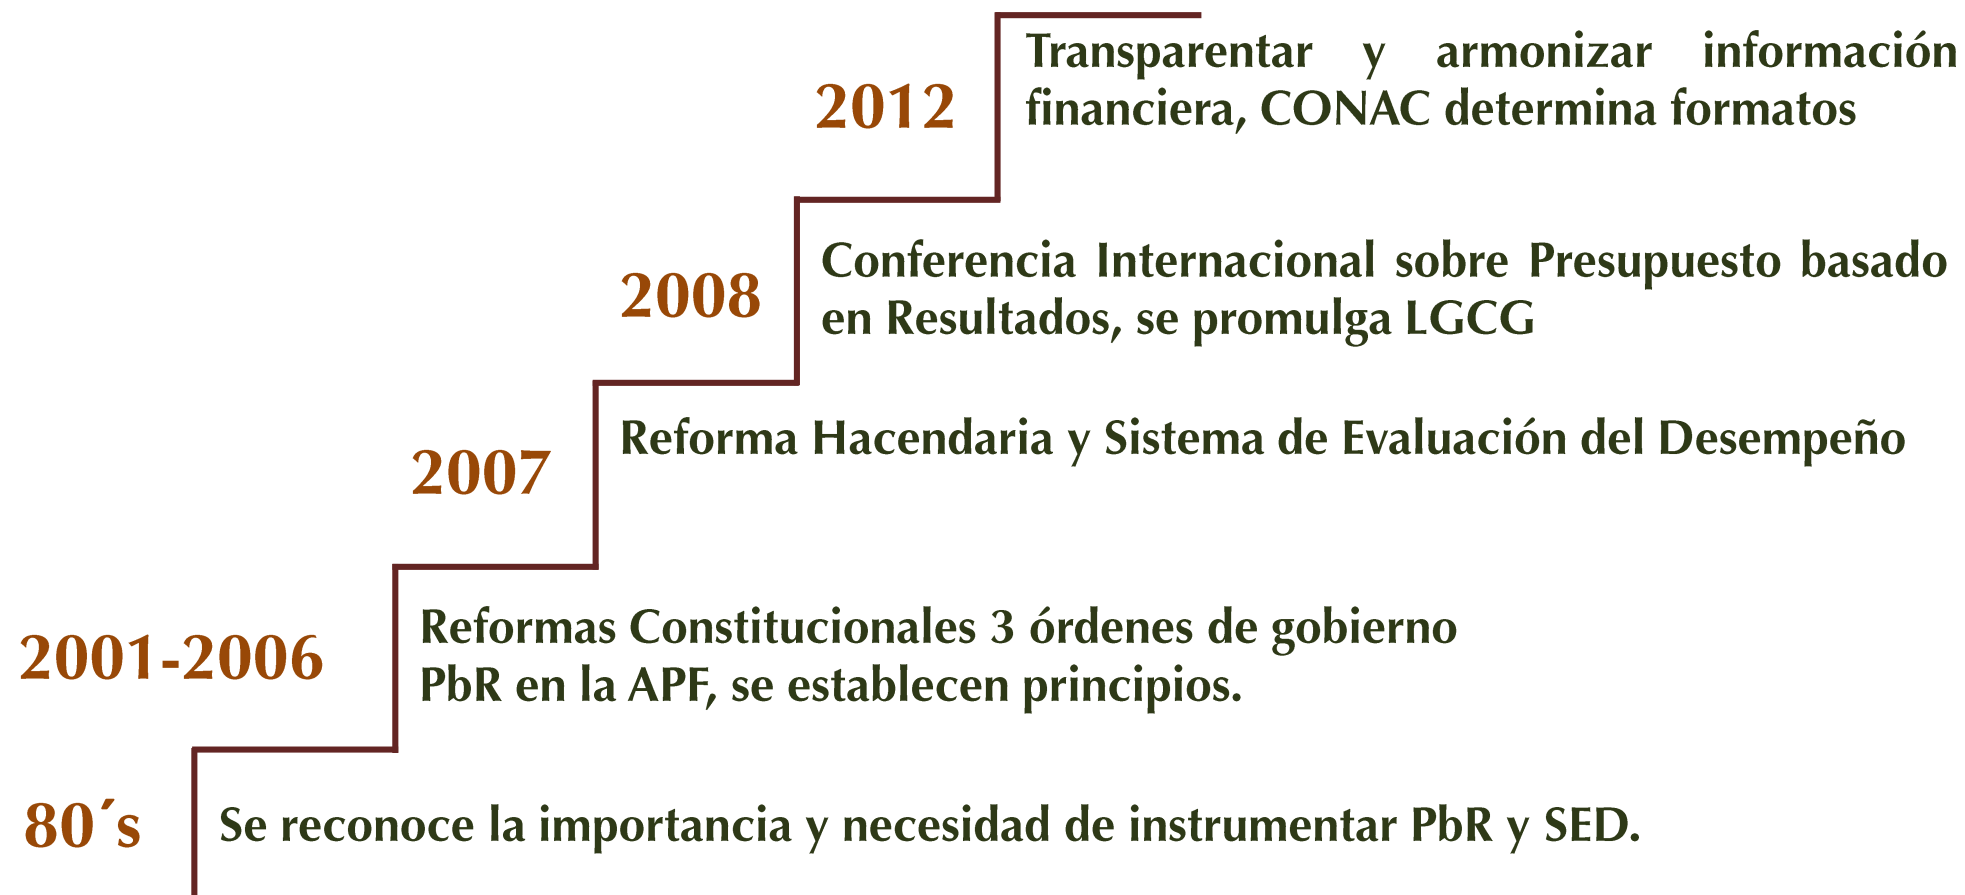 2012
Transparentar y armonizar información
financiera, CONAC determina formatos
2008
Conferencia Internacional sobre Presupuesto basado
en Resultados, se promulga LGCG
2007
Reforma Hacendaria y Sistema de Evaluación del Desempeño
2001-2006
Reformas Constitucionales 3 órdenes de gobierno
PbR en la APF, se establecen principios.
80´s
Se reconoce la importancia y necesidad de instrumentar PbR y SED.